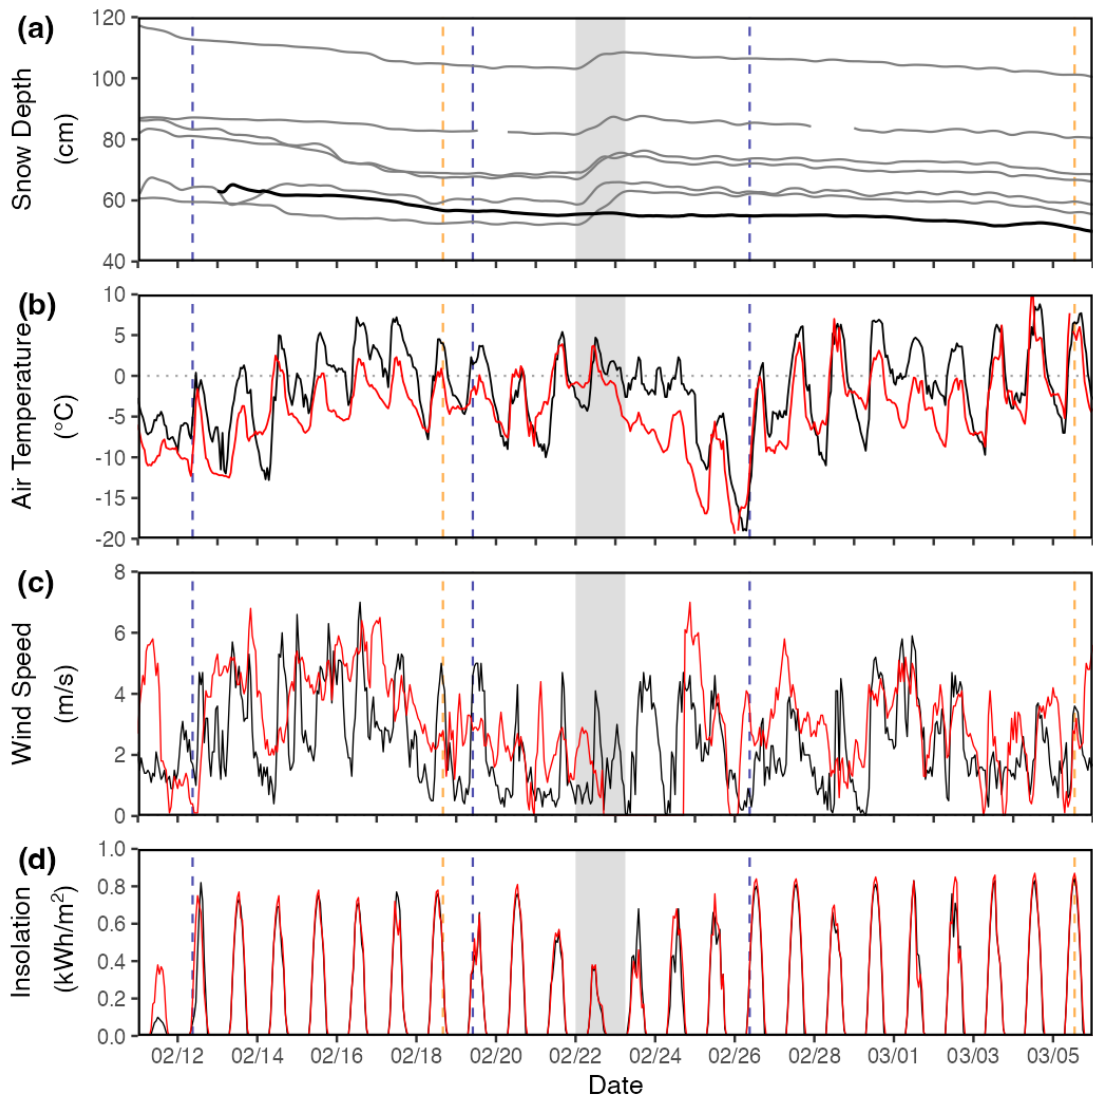 (a)
Snow Depth
(cm)
120
100
80
60
40
(b)
Air Temperature
(°C)
10
5
0
-5
-10
-15
-20
(c)
Wind Speed
(m/s)
8
6
4
2
0
(d)
Insolation
(kWh/m²)
1.0
0.8
0.6
0.4
0.2
0.0
02/12 02/14 02/16 02/18 02/20 02/22 02/24 02/26 02/28 03/01 03/03 03/05
Date